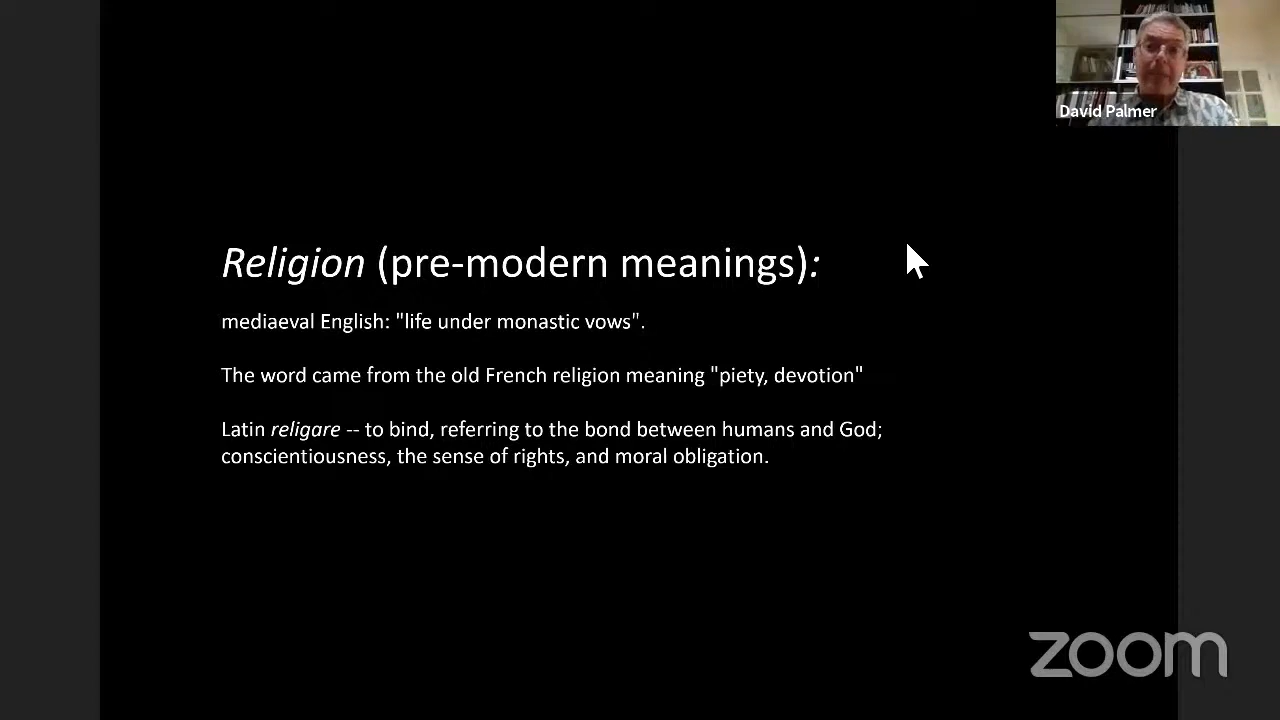 David Palmer
Religion (pre-modern meanings):
mediaeval English: "life under monastic vows".
The word came from the old French religion meaning "piety, devotion"
Latin religare -- to bind, referring to the bond between humans and God;
conscientiousness, the sense of rights, and moral obligation.
zoom